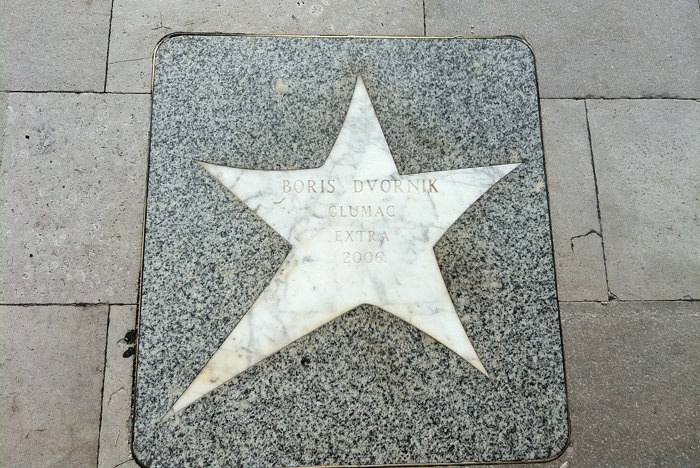 BORIS DVORNIK
GLUMAC
EXTRA
2006.